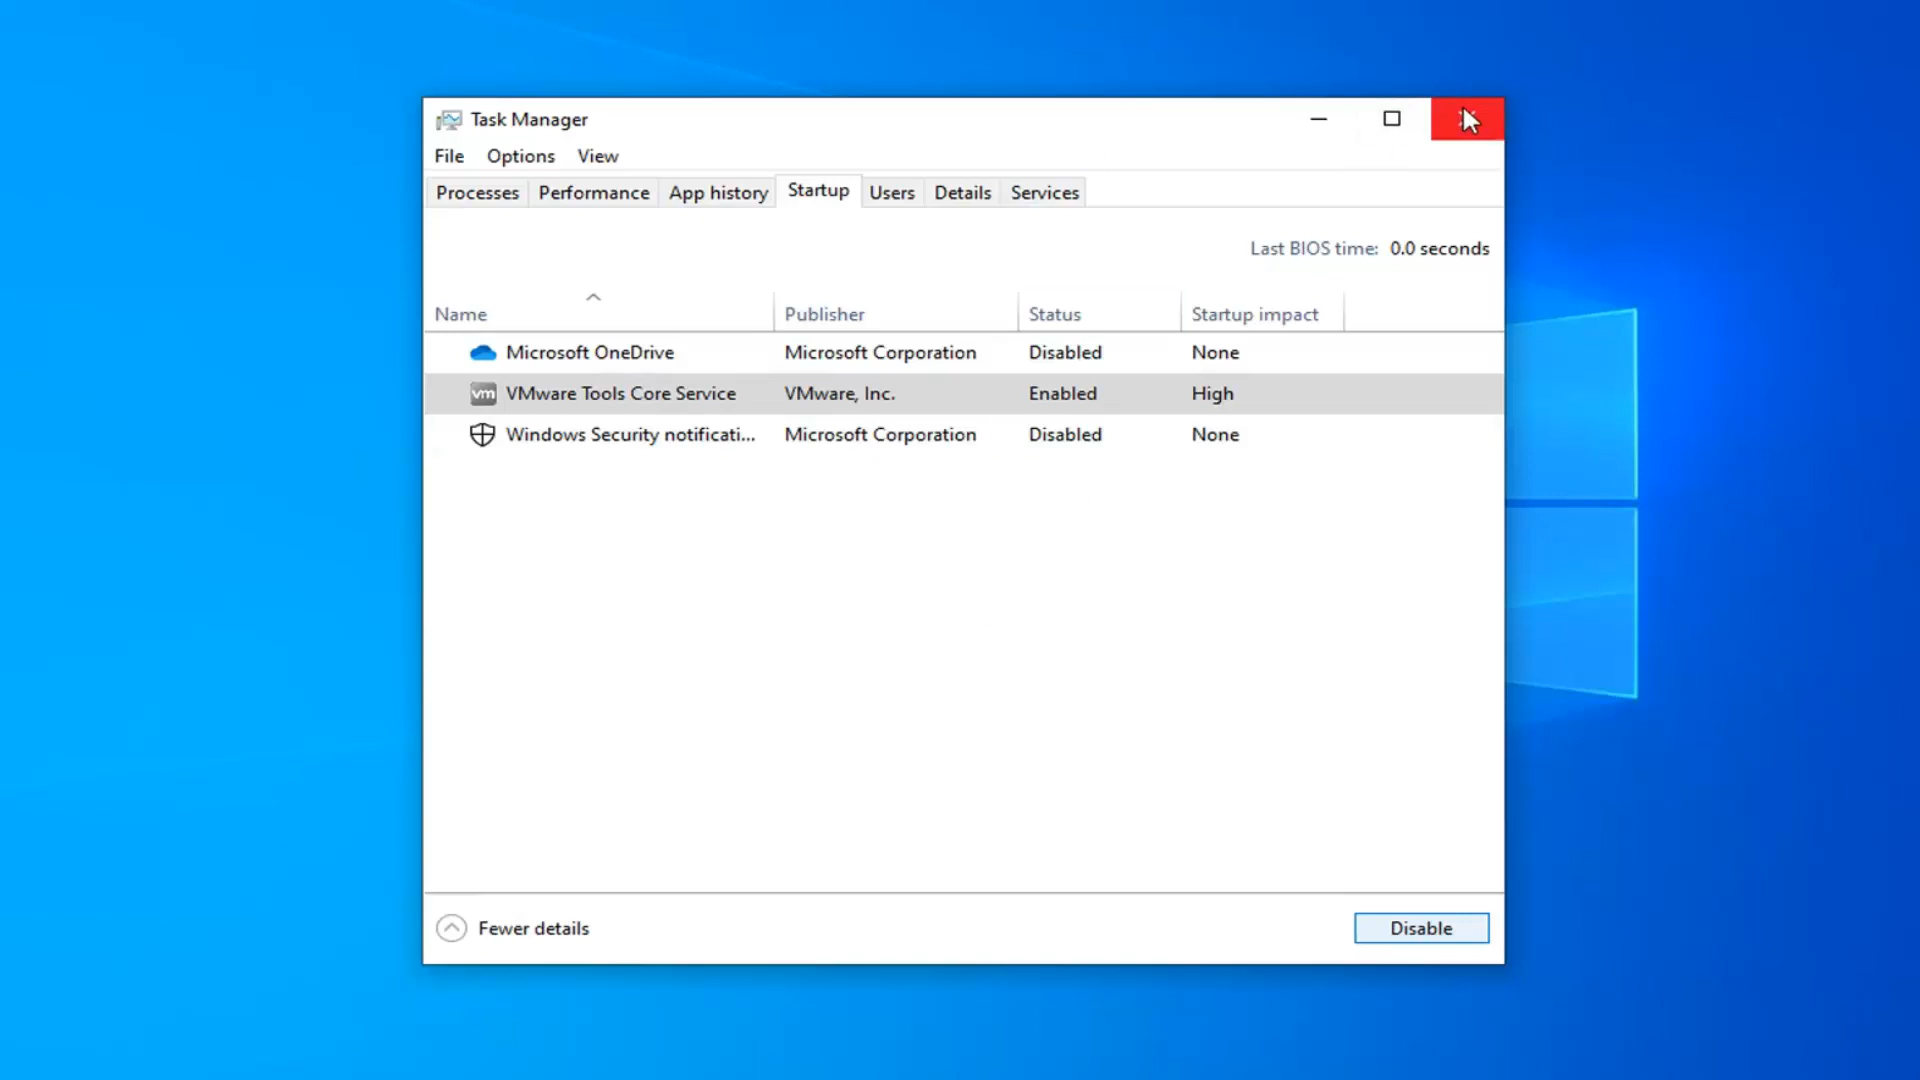 Task Manager
File Options View
Processes Performance App history Startup Users Details Services
Last BIOS time: 0.0 seconds
Name Publisher Status Startup impact
Microsoft OneDrive Microsoft Corporation Disabled None
vm VMware Tools Core Service VMware, Inc. Enabled High
Windows Security notificati... Microsoft Corporation Disabled None
Fewer details Disable